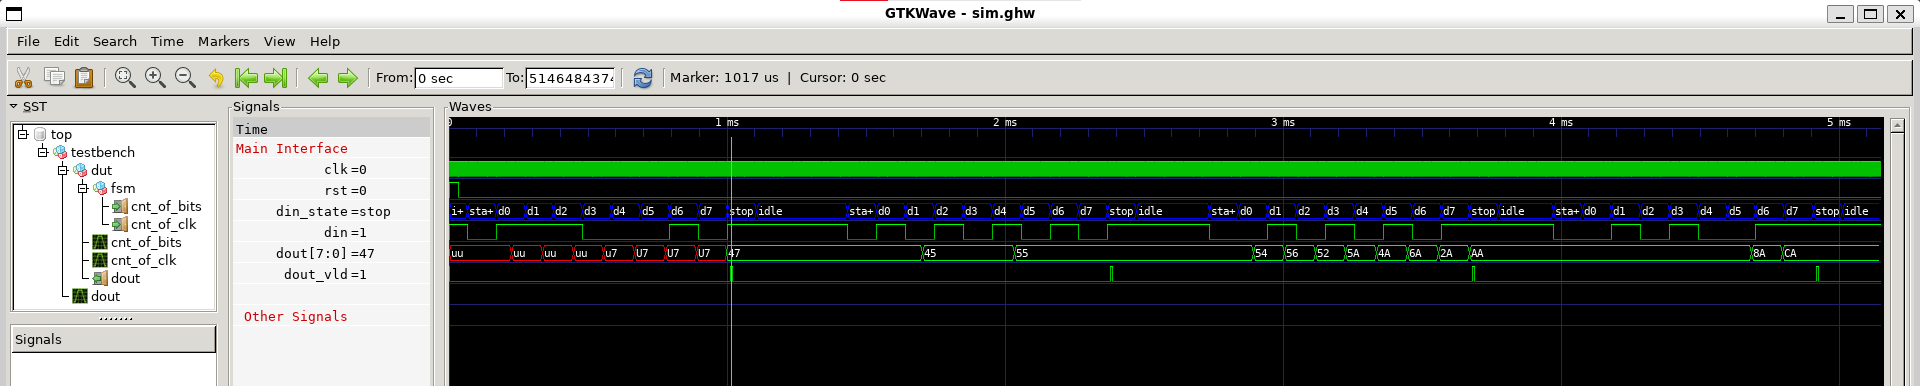 GTKWave - sim.ghw
File Edit Search Time Markers View Help
From: 0 sec To: 5146484374 Marker: 1017 us | Cursor: 0 sec
SST
top
testbench
dut
fsm
cnt_of_bits
cnt_of_clk
cnt_of_bits
cnt_of_clk
dout
dout
Signals
Signals
Time
Main Interface
clk=0
rst=0
din_state=stop
din=1
dout[7:0]=47
dout_vld=1
Other Signals
Waves
0 1 ms 2 ms 3 ms 4 ms 5 ms
i+ sta+ d0 d1 d2 d3 d4 d5 d6 d7 stop idle sta+ d0 d1 d2 d3 d4 d5 d6 d7 stop idle sta+ d0 d1 d2 d3 d4 d5 d6 d7 stop idle sta+ d0 d1 d2 d3 d4 d5 d6 d7 stop idle
uu uu uu uu u7 U7 U7 U7 47 45 55 54 56 52 5A 4A 6A 2A AA 8A CA